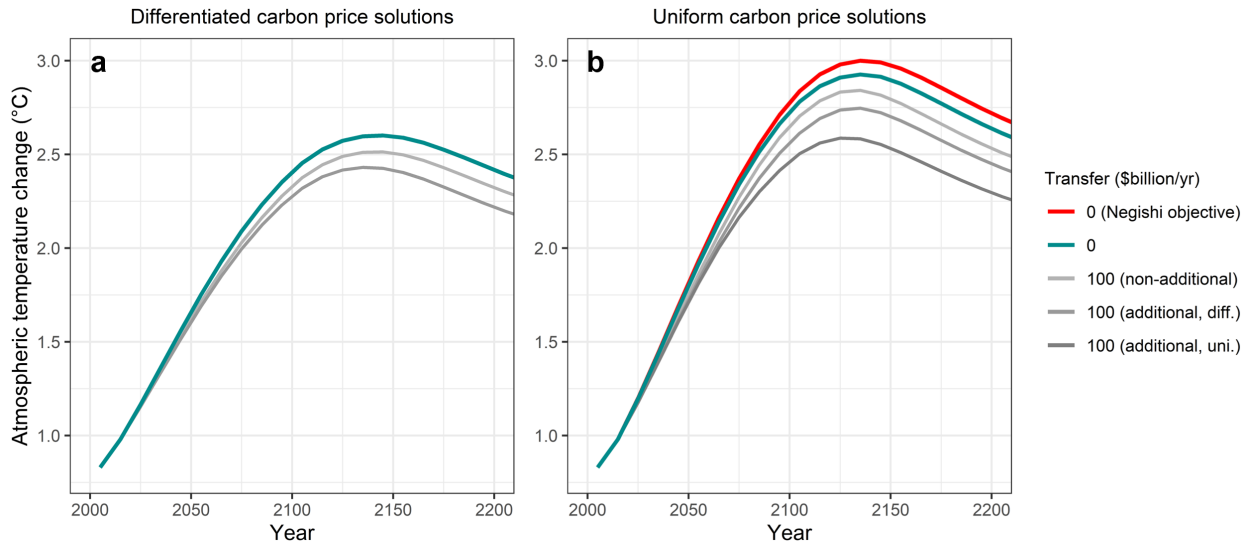 Differentiated carbon price solutions
Uniform carbon price solutions
a
b
3.0
2.5
2.0
1.5
1.0
3.0
2.5
2.0
1.5
1.0
Atmospheric temperature change (°C)
2000 2050 2100 2150 2200
2000 2050 2100 2150 2200
Year
Year
Transfer ($billion/yr)
0 (Negishi objective)
0
100 (non-additional)
100 (additional, diff.)
100 (additional, uni.)